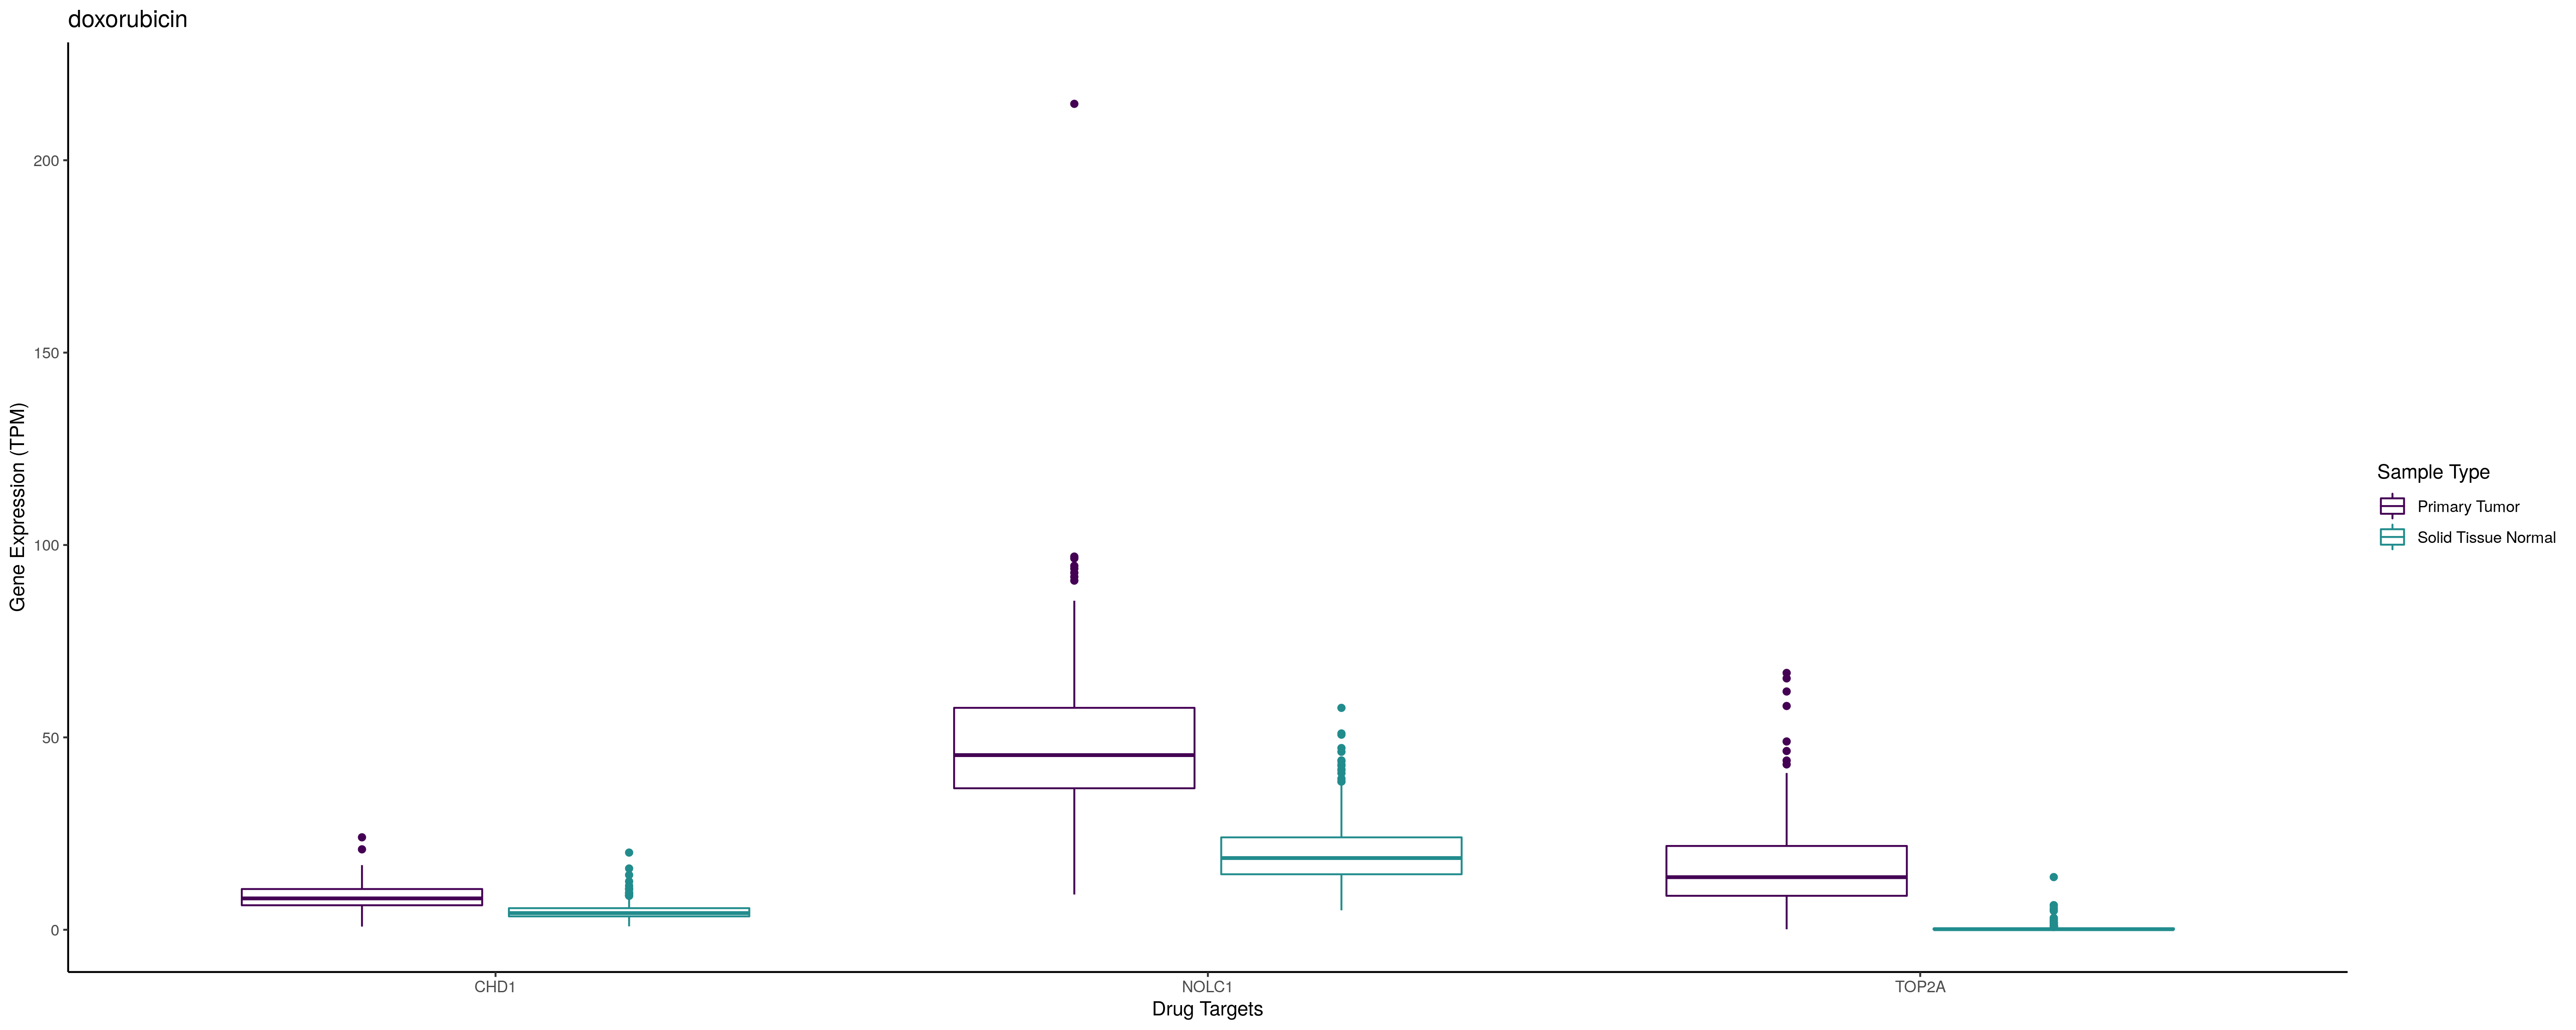 doxorubicin
Gene Expression (TPM)
200
150
100
50
0
CHD1
NOLC1
TOP2A
Drug Targets
Sample Type
Primary Tumor
Solid Tissue Normal